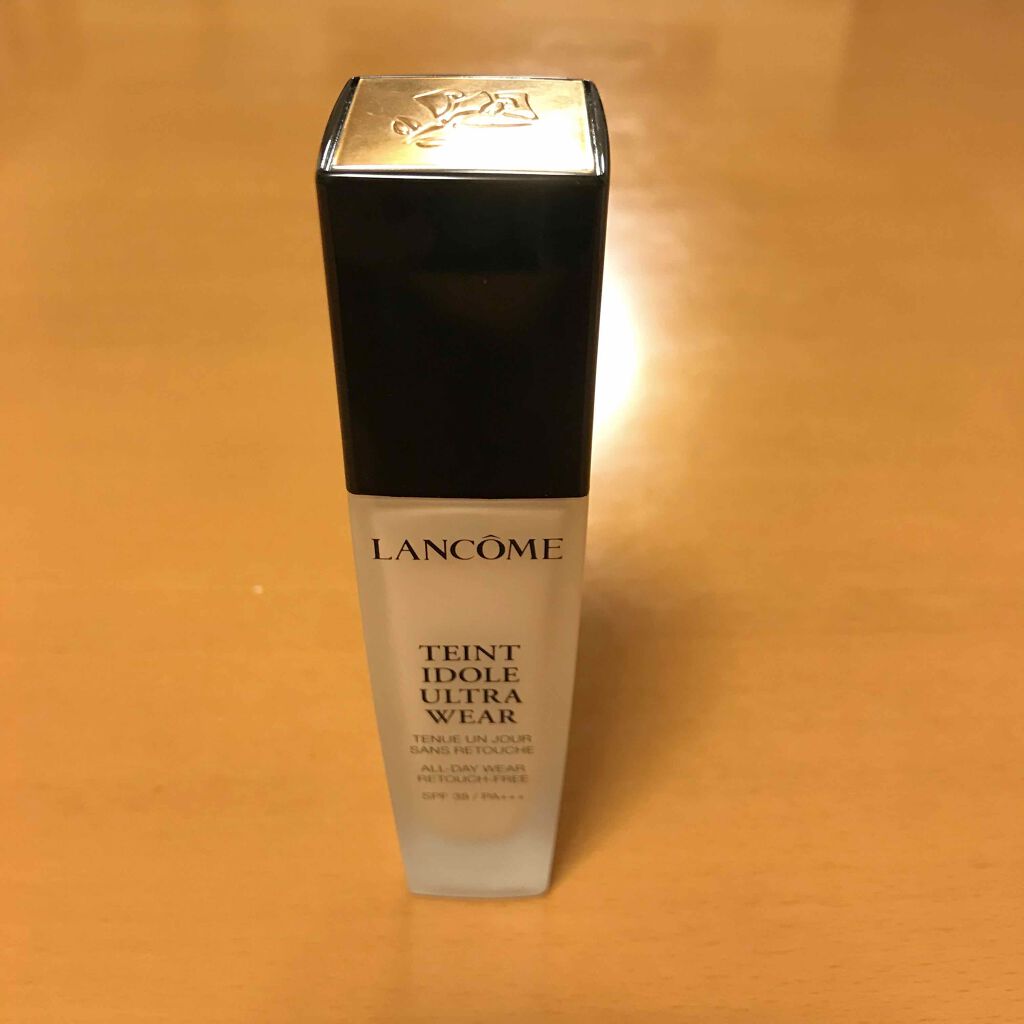 LANCÔME
TEINT
IDOLE
ULTRA
WEAR
TENUE UN JOUR
SANS RETOUCHE
ALL-DAY WEAR
RETOUCH-FREE
SPF 38 / PA+++